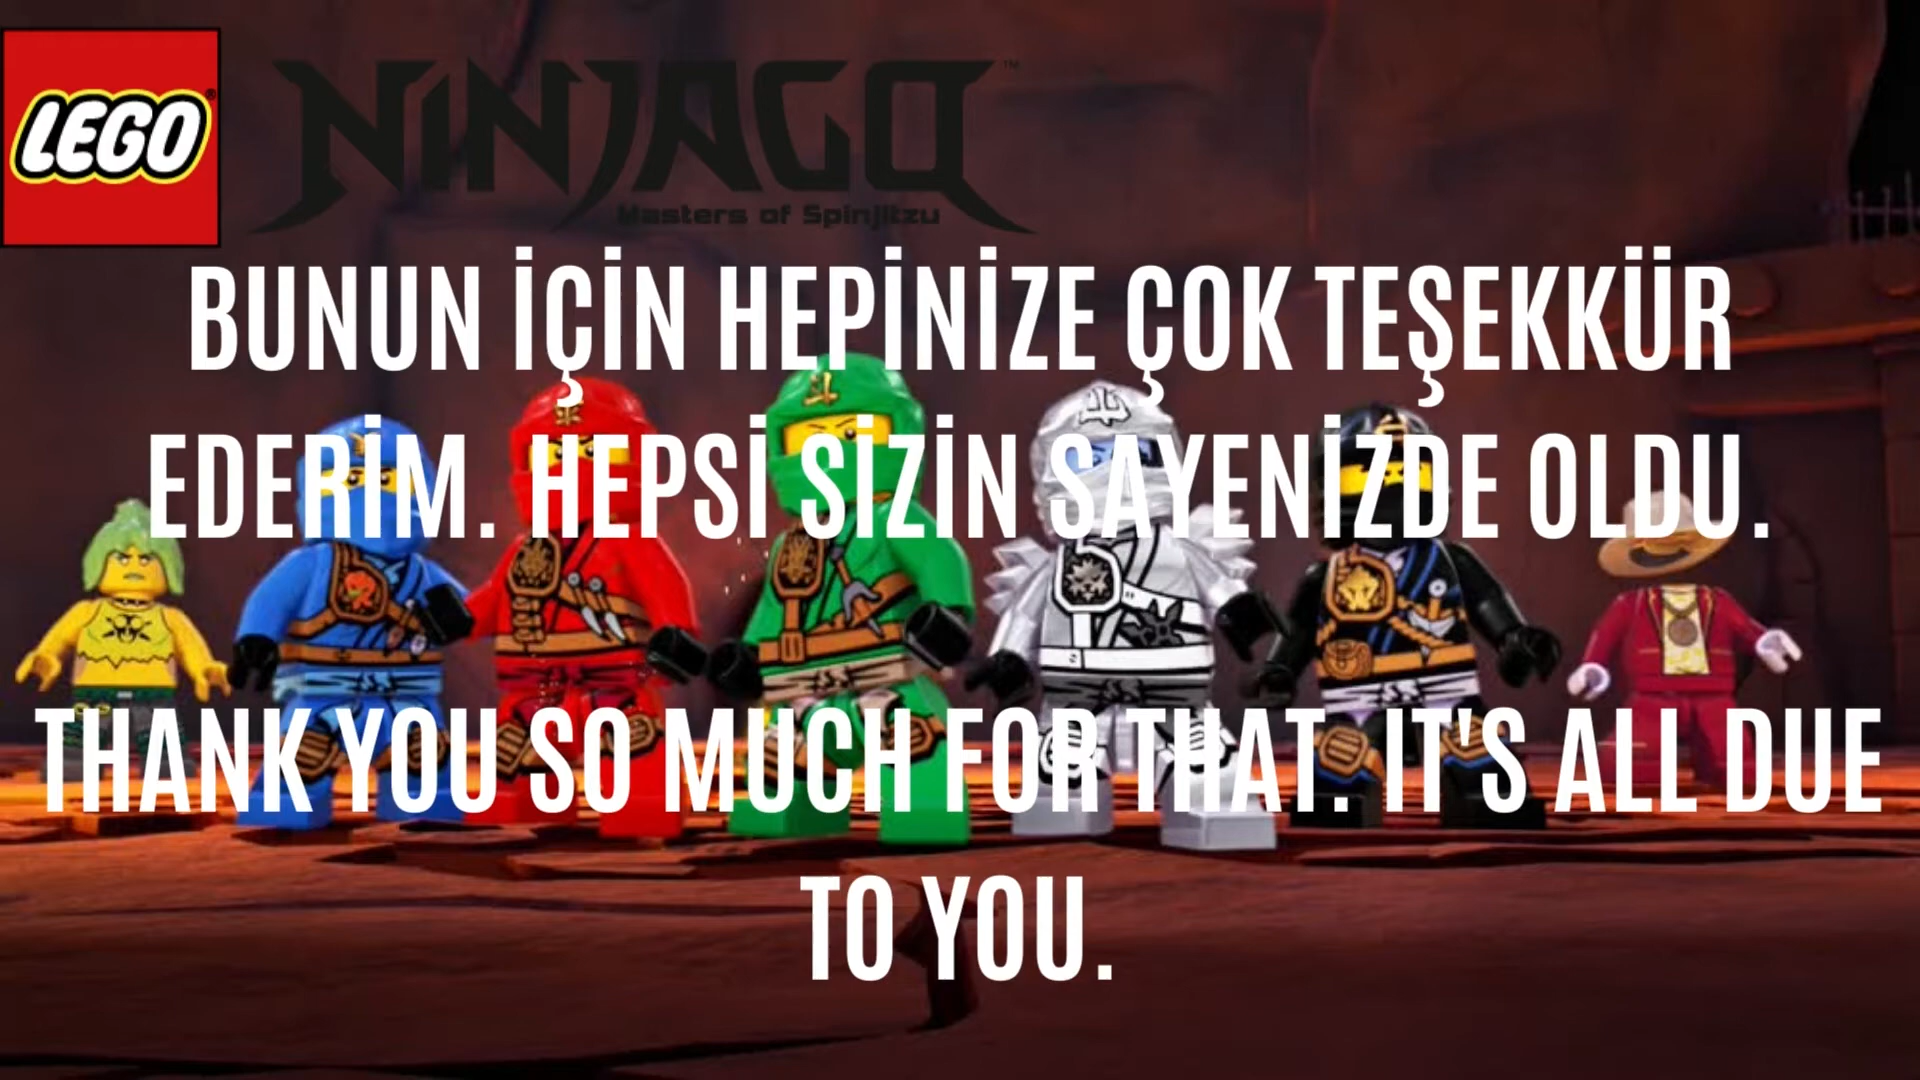 LEGO®
NINJAGO™
Masters of Spinjitzu
BUNUN İÇİN HEPİNİZE ÇOK TEŞEKKÜR
EDERİM. HEPSİ SİZİN SAYENİZDE OLDU.
THANK YOU SO MUCH FOR THAT. IT'S ALL DUE
TO YOU.